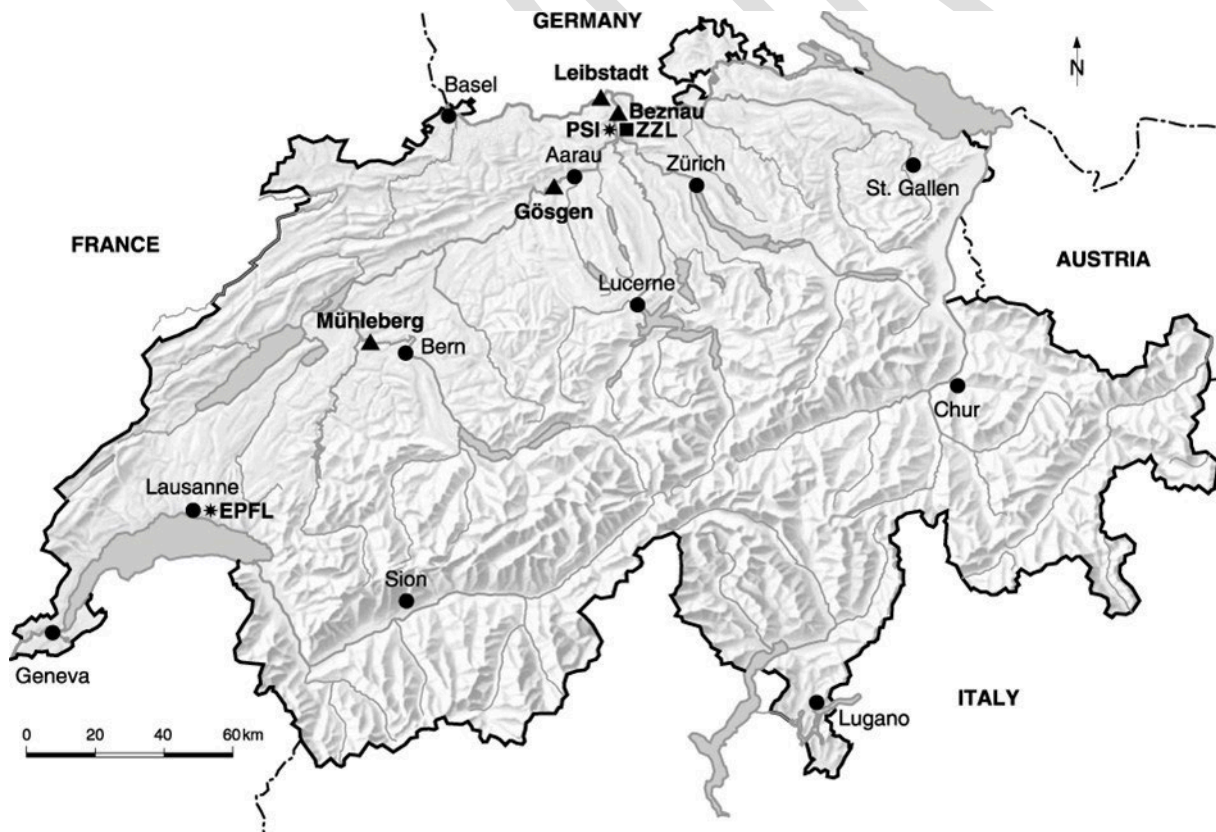 GERMANY
Leibstadt
N
Basel
Beznau
PSI ZZL
Aarau
Zürich
St. Gallen
Gösgen
FRANCE
AUSTRIA
Lucerne
Mühleberg
Bern
Chur
Lausanne
EPFL
Sion
Geneva
ITALY
Lugano
0 20 40 60 km